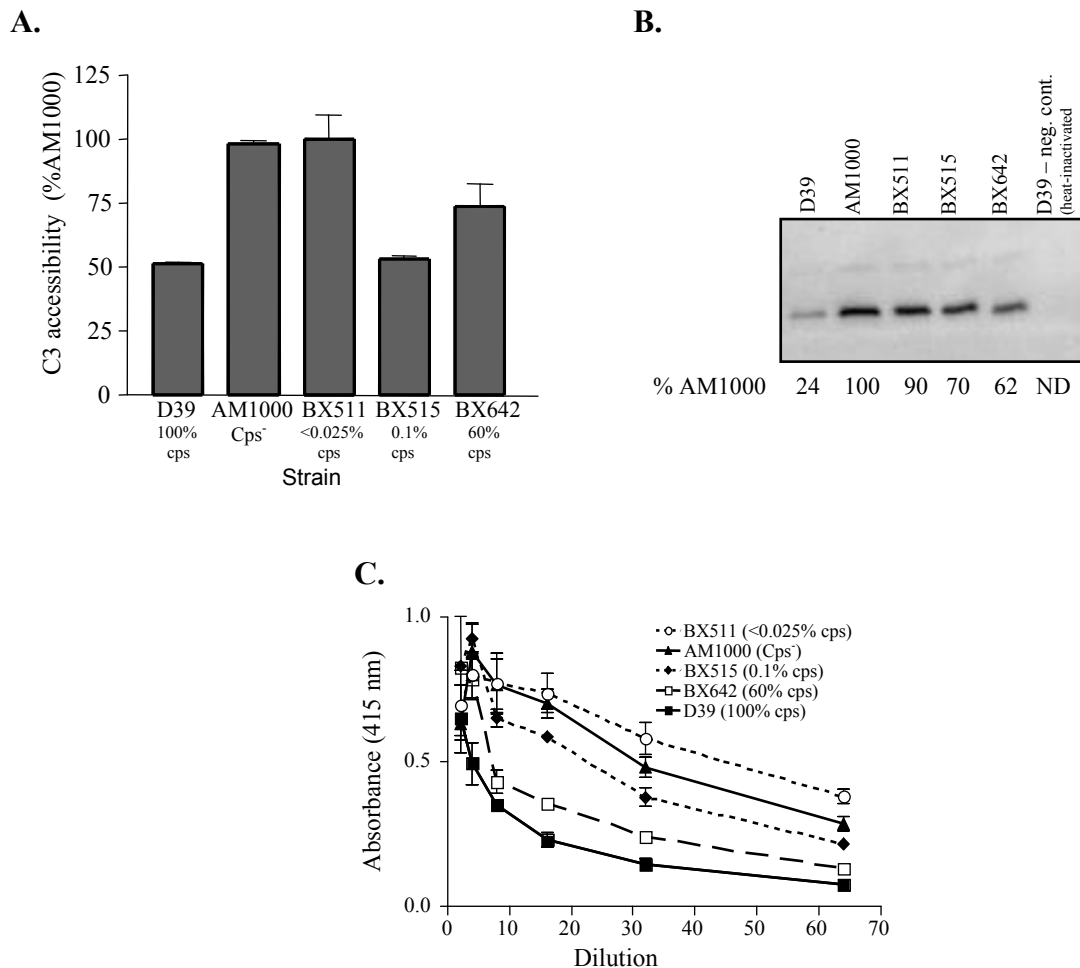 A.
C3 accessibility (%AM1000)
125
100
75
50
25
0
D39 AM1000 BX511 BX515 BX642
100% cps Cps- <0.025% cps 0.1% cps 60% cps
Strain
B.
D39
AM1000
BX511
BX515
BX642
D39 – neg. cont.
(heat-inactivated)
% AM1000 24 100 90 70 62 ND
C.
Absorbance (415 nm)
1.0
0.5
0.0
BX511 (<0.025% cps)
AM1000 (Cps-)
BX515 (0.1% cps)
BX642 (60% cps)
D39 (100% cps)
0 10 20 30 40 50 60 70
Dilution